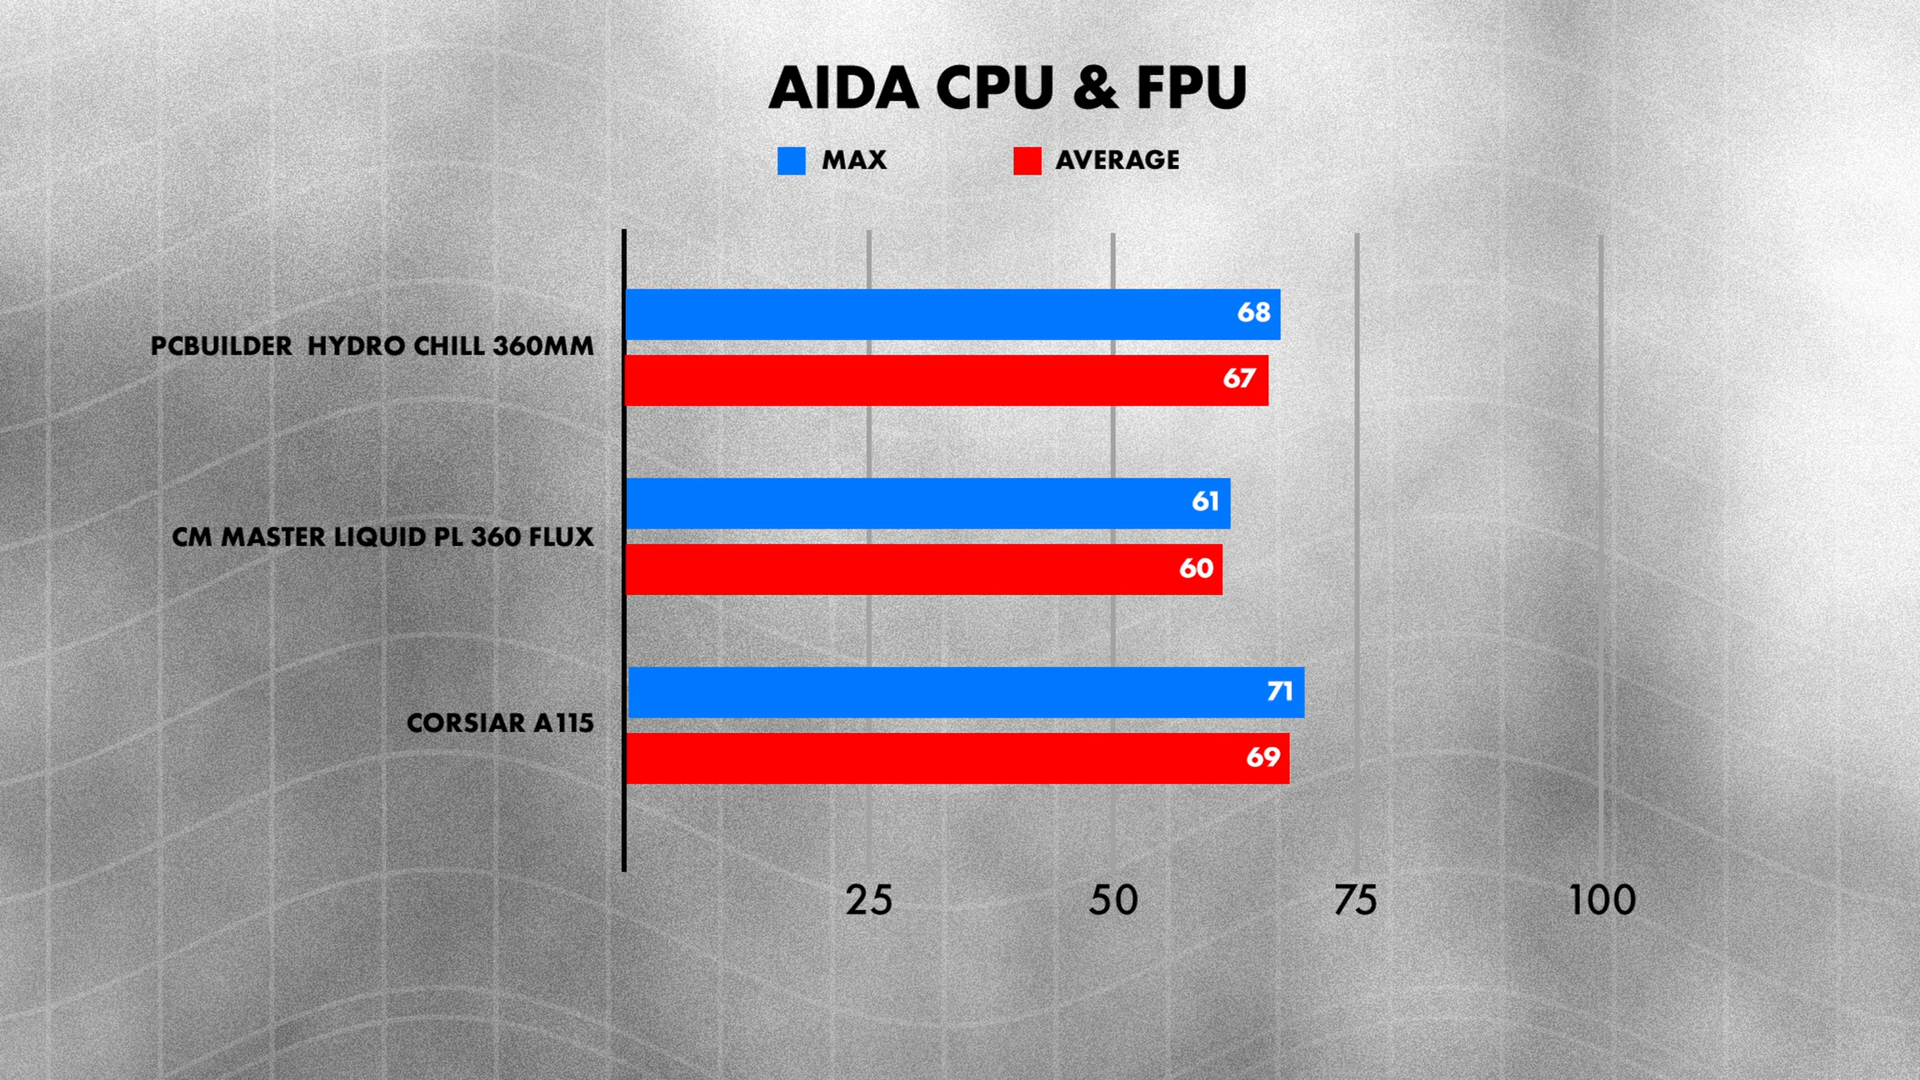 AIDA CPU & FPU
MAX AVERAGE
68
PCBUILDER HYDRO CHILL 360MM
67
61
CM MASTER LIQUID PL 360 FLUX
60
71
CORSIAR A115
69
25 50 75 100